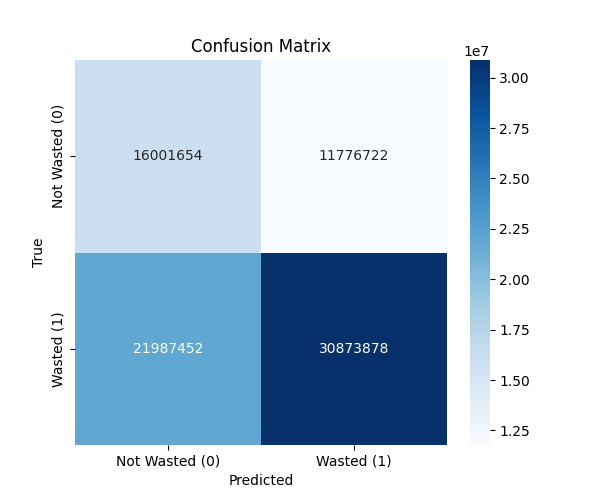 Confusion Matrix
1e7
Not Wasted (0)
16001654
11776722
Wasted (1)
21987452
30873878
True
Not Wasted (0)
Wasted (1)
Predicted
3.00
2.75
2.50
2.25
2.00
1.75
1.50
1.25